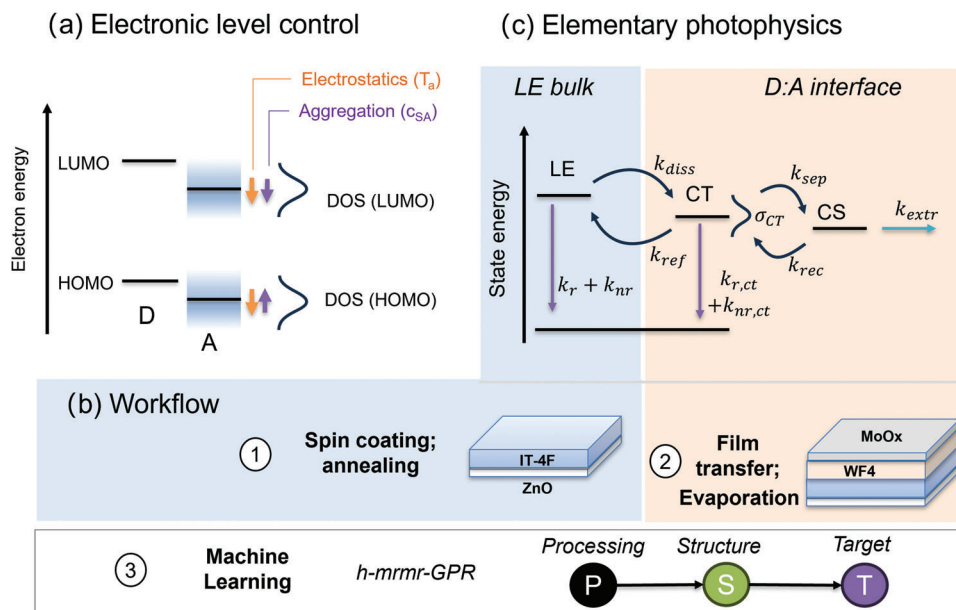 (a) Electronic level control
Electrostatics (Tₐ)
Aggregation (c_SA)
Electron energy
LUMO
DOS (LUMO)
HOMO
DOS (HOMO)
D
A
(c) Elementary photophysics
LE bulk
D:A interface
State energy
LE
k_diss
CT
k_ref
σ_CT
k_sep
CS
k_rec
k_extr
k_r + k_nr
k_r,ct
+k_nr,ct
(b) Workflow
1
Spin coating;
annealing
IT-4F
ZnO
2
Film
transfer;
Evaporation
MoOx
WF4
3
Machine
Learning
h-mrmr-GPR
Processing
Structure
Target
P
S
T